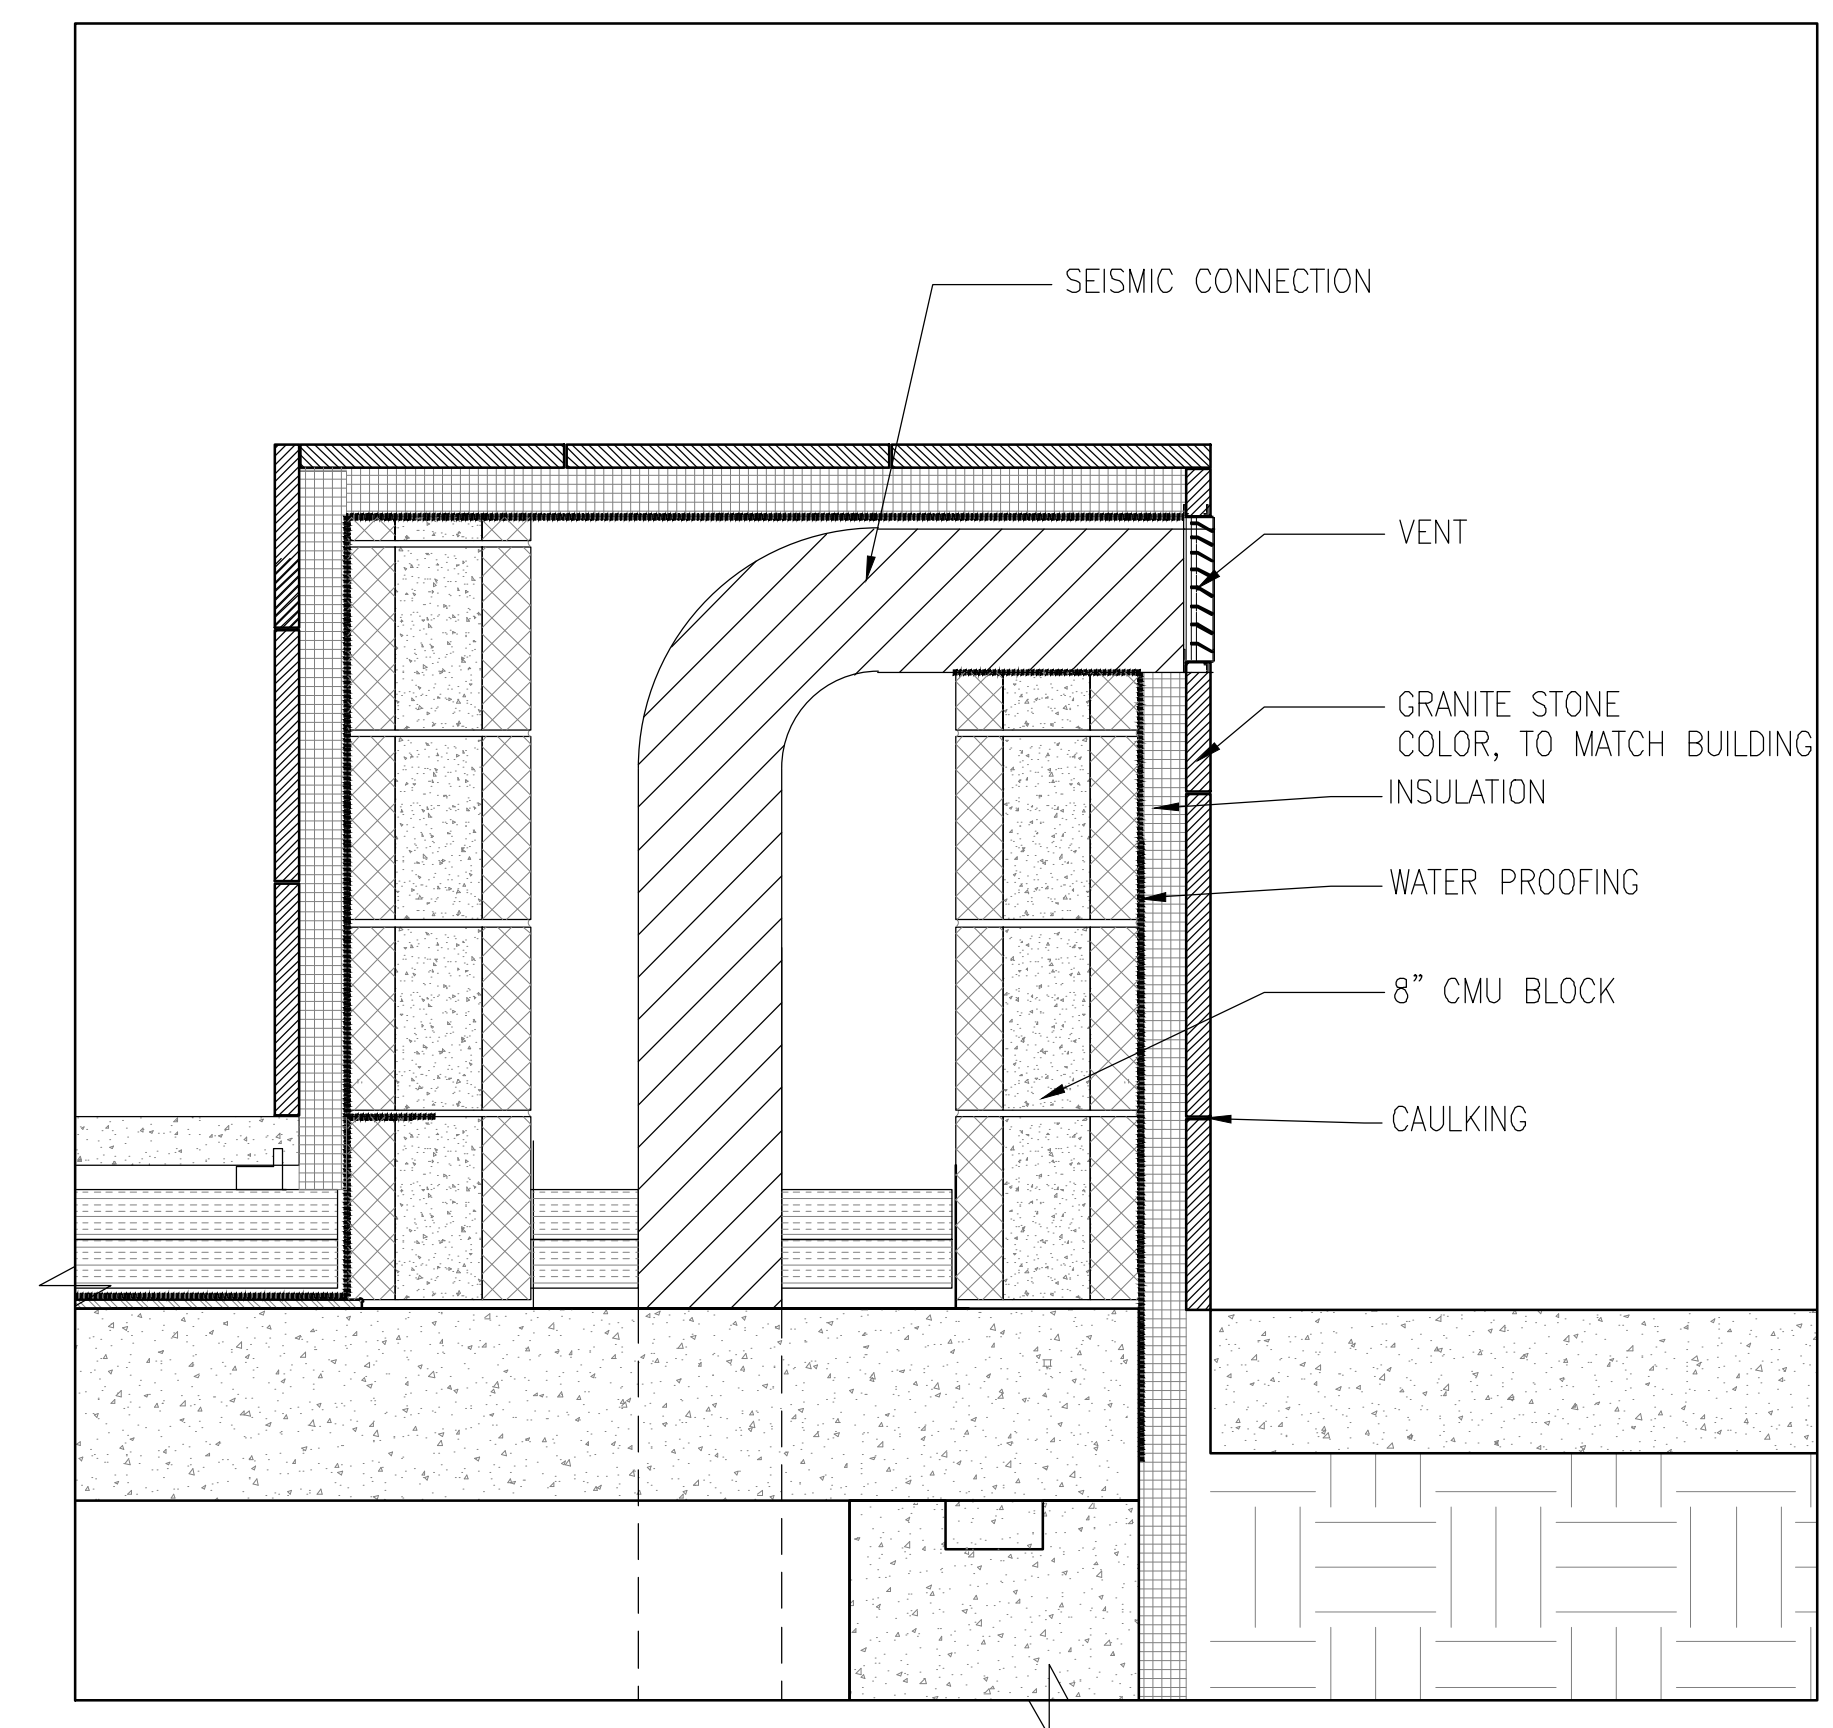 SEISMIC CONNECTION
VENT
GRANITE STONE
COLOR, TO MATCH BUILDING
INSULATION
WATER PROOFING
8" CMU BLOCK
CAULKING